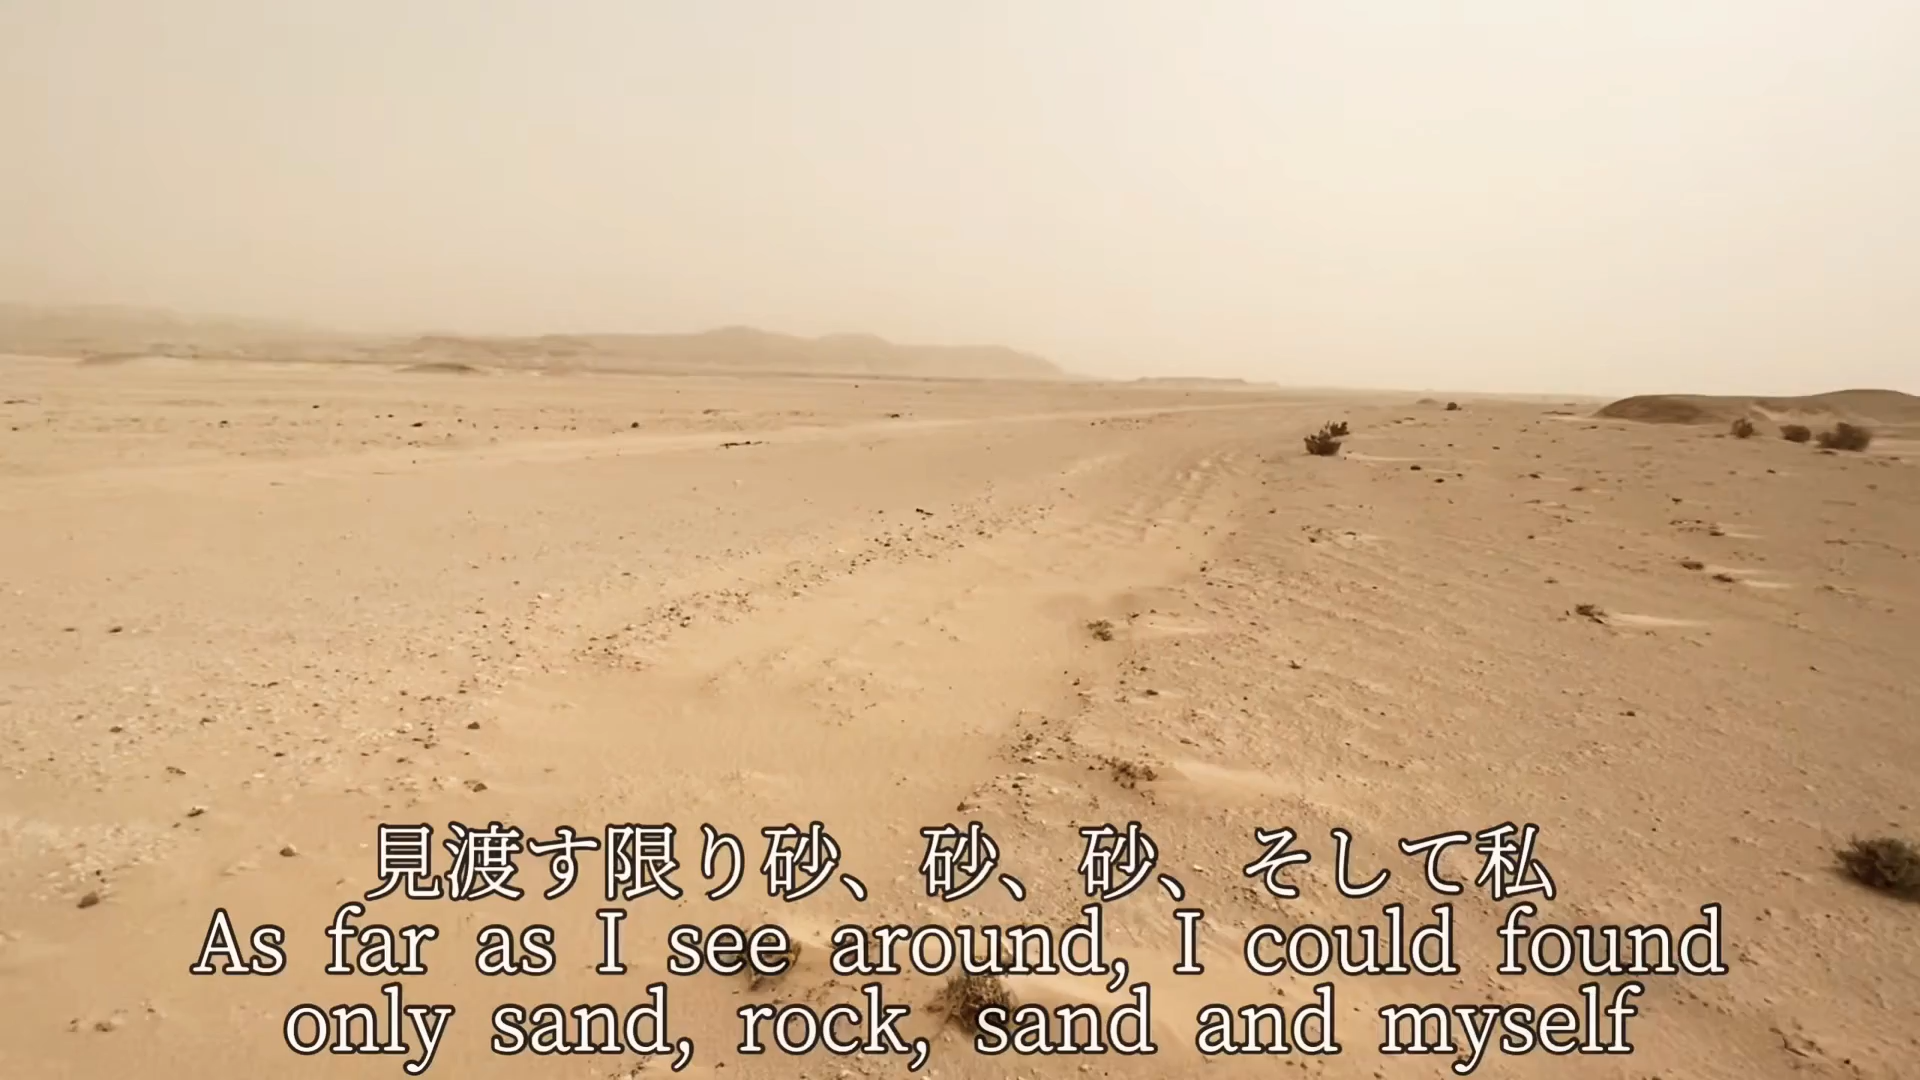 見渡す限り砂、砂、砂、そして私
As far as I see around, I could found
only sand, rock, sand and myself